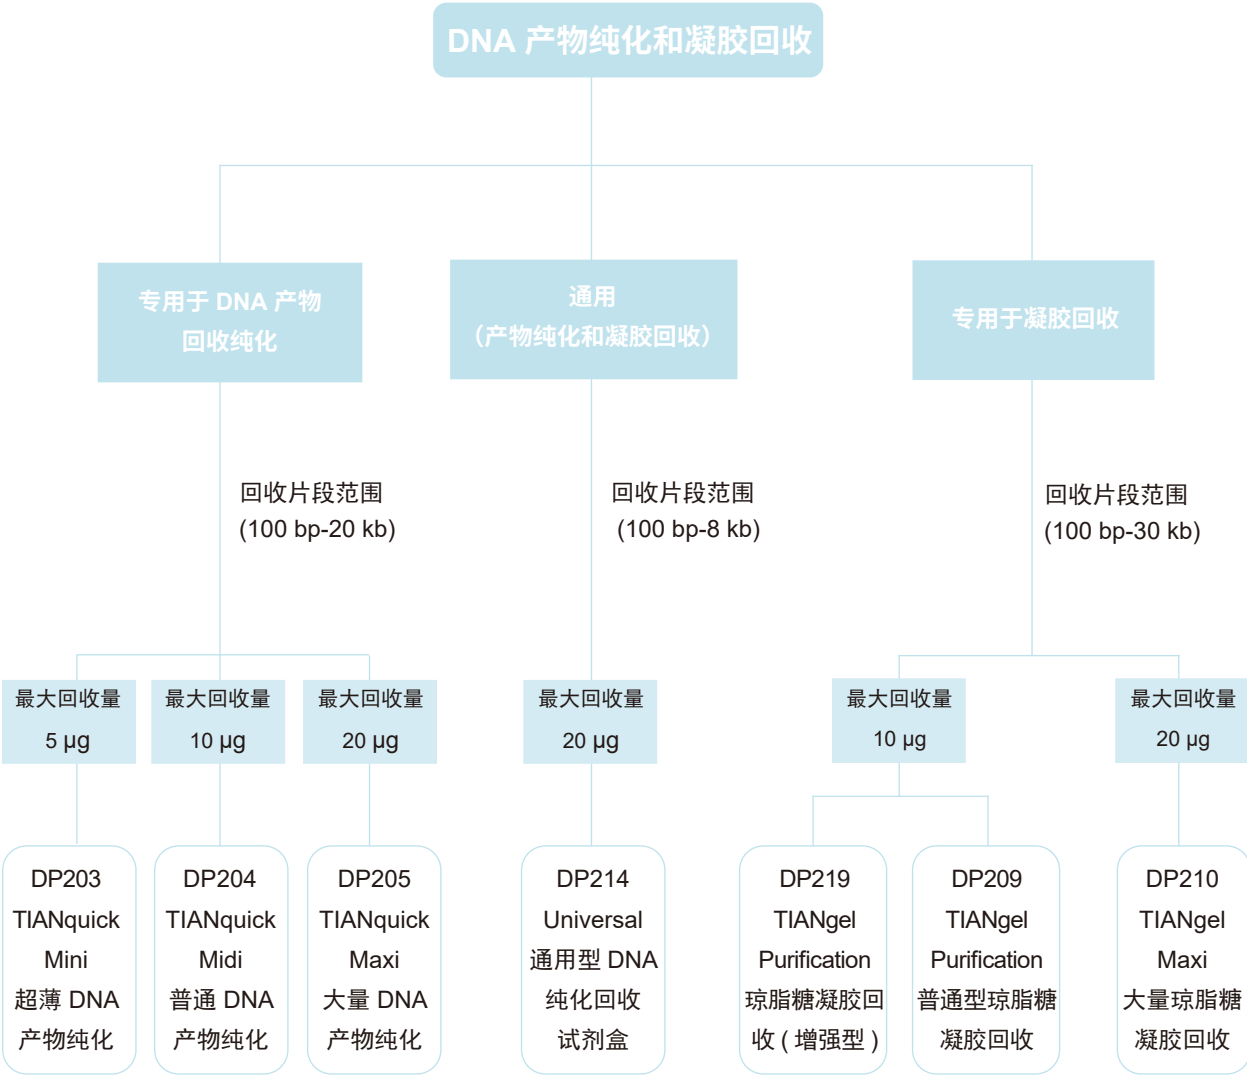 DNA 产物纯化和凝胶回收
专用于 DNA 产物
回收纯化
通用
（产物纯化和凝胶回收）
专用于凝胶回收
回收片段范围
(100 bp-20 kb)
回收片段范围
(100 bp-8 kb)
回收片段范围
(100 bp-30 kb)
最大回收量
5 μg
最大回收量
10 μg
最大回收量
20 μg
最大回收量
20 μg
最大回收量
10 μg
最大回收量
20 μg
DP203
TIANquick
Mini
超薄 DNA
产物纯化
DP204
TIANquick
Midi
普通 DNA
产物纯化
DP205
TIANquick
Maxi
大量 DNA
产物纯化
DP214
Universal
通用型 DNA
纯化回收
试剂盒
DP219
TIANgel
Purification
琼脂糖凝胶回
收 ( 增强型 )
DP209
TIANgel
Purification
普通型琼脂糖
凝胶回收
DP210
TIANgel
Maxi
大量琼脂糖
凝胶回收